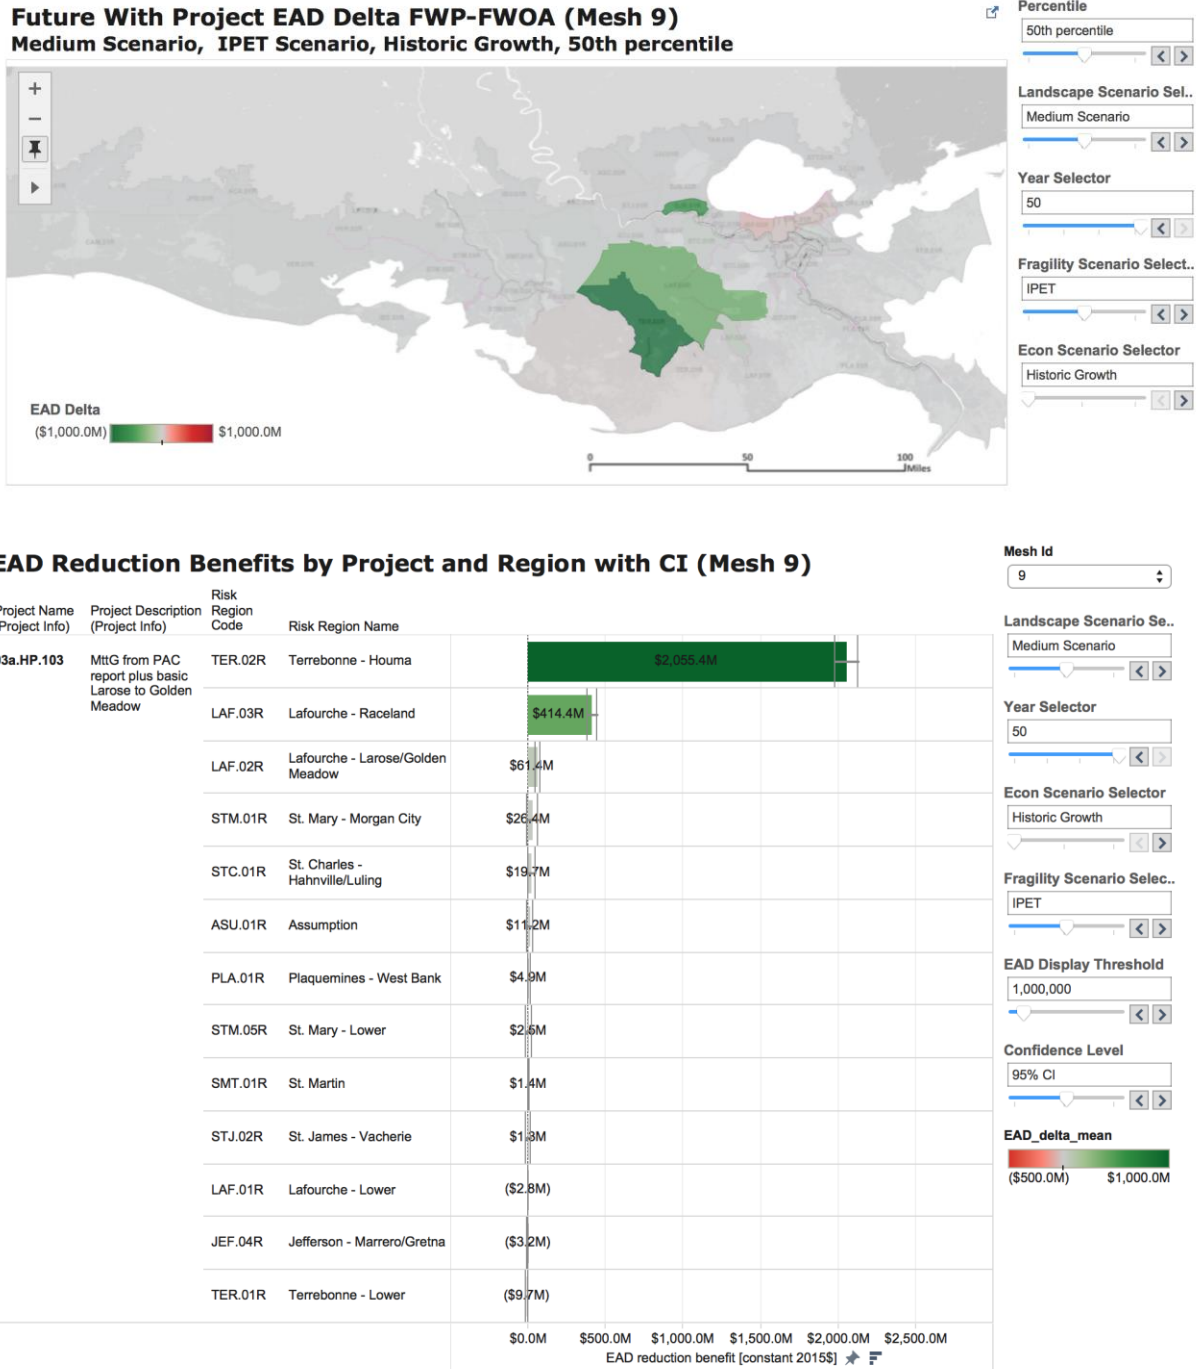 Future With Project EAD Delta FWP-FWOA (Mesh 9)
Medium Scenario, IPET Scenario, Historic Growth, 50th percentile
EAD Delta
($1,000.0M)
$1,000.0M
0
50
100
Miles
Percentile
50th percentile
Landscape Scenario Sel..
Medium Scenario
Year Selector
50
Fragility Scenario Select..
IPET
Econ Scenario Selector
Historic Growth
EAD Reduction Benefits by Project and Region with CI (Mesh 9)
Project Name (Project Info)
Project Description (Project Info)
Risk Region Code
Risk Region Name
03a.HP.103
MttG from PAC
report plus basic
Larose to Golden
Meadow
TER.02R Terrebonne - Houma $2,055.4M
LAF.03R Lafourche - Raceland $414.4M
LAF.02R Lafourche - Larose/Golden Meadow $61.4M
STM.01R St. Mary - Morgan City $26.4M
STC.01R St. Charles - Hahnville/Luling $19.7M
ASU.01R Assumption $11.2M
PLA.01R Plaquemines - West Bank $4.9M
STM.05R St. Mary - Lower $2.5M
SMT.01R St. Martin $1.4M
STJ.02R St. James - Vacherie $1.3M
LAF.01R Lafourche - Lower ($2.8M)
JEF.04R Jefferson - Marrero/Gretna ($3.2M)
TER.01R Terrebonne - Lower ($9.7M)
$0.0M $500.0M $1,000.0M $1,500.0M $2,000.0M $2,500.0M
EAD reduction benefit [constant 2015$]
Mesh Id
9
Landscape Scenario Se..
Medium Scenario
Year Selector
50
Econ Scenario Selector
Historic Growth
Fragility Scenario Selec..
IPET
EAD Display Threshold
1,000,000
Confidence Level
95% CI
EAD_delta_mean
($500.0M) $1,000.0M